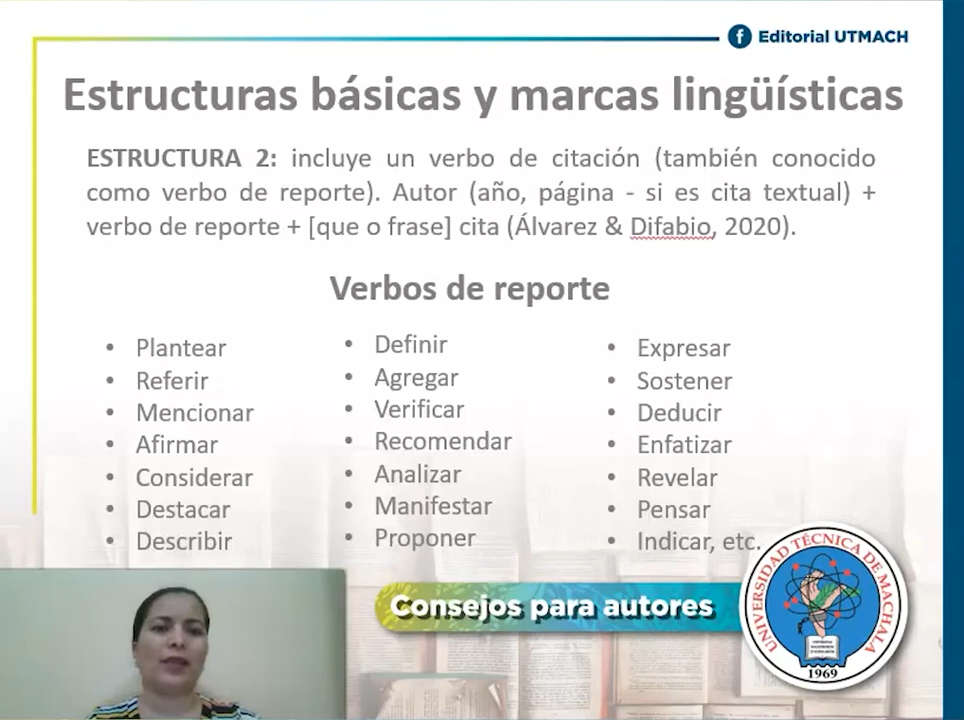 Editorial UTMACH
Estructuras básicas y marcas lingüísticas
ESTRUCTURA 2: incluye un verbo de citación (también conocido
como verbo de reporte). Autor (año, página - si es cita textual) +
verbo de reporte + [que o frase] cita (Álvarez & Difabio, 2020).
Verbos de reporte
• Plantear
• Referir
• Mencionar
• Afirmar
• Considerar
• Destacar
• Describir
• Definir
• Agregar
• Verificar
• Recomendar
• Analizar
• Manifestar
• Proponer
• Expresar
• Sostener
• Deducir
• Enfatizar
• Revelar
• Pensar
• Indicar, etc.
Consejos para autores
UNIVERSIDAD TÉCNICA DE MACHALA
1969